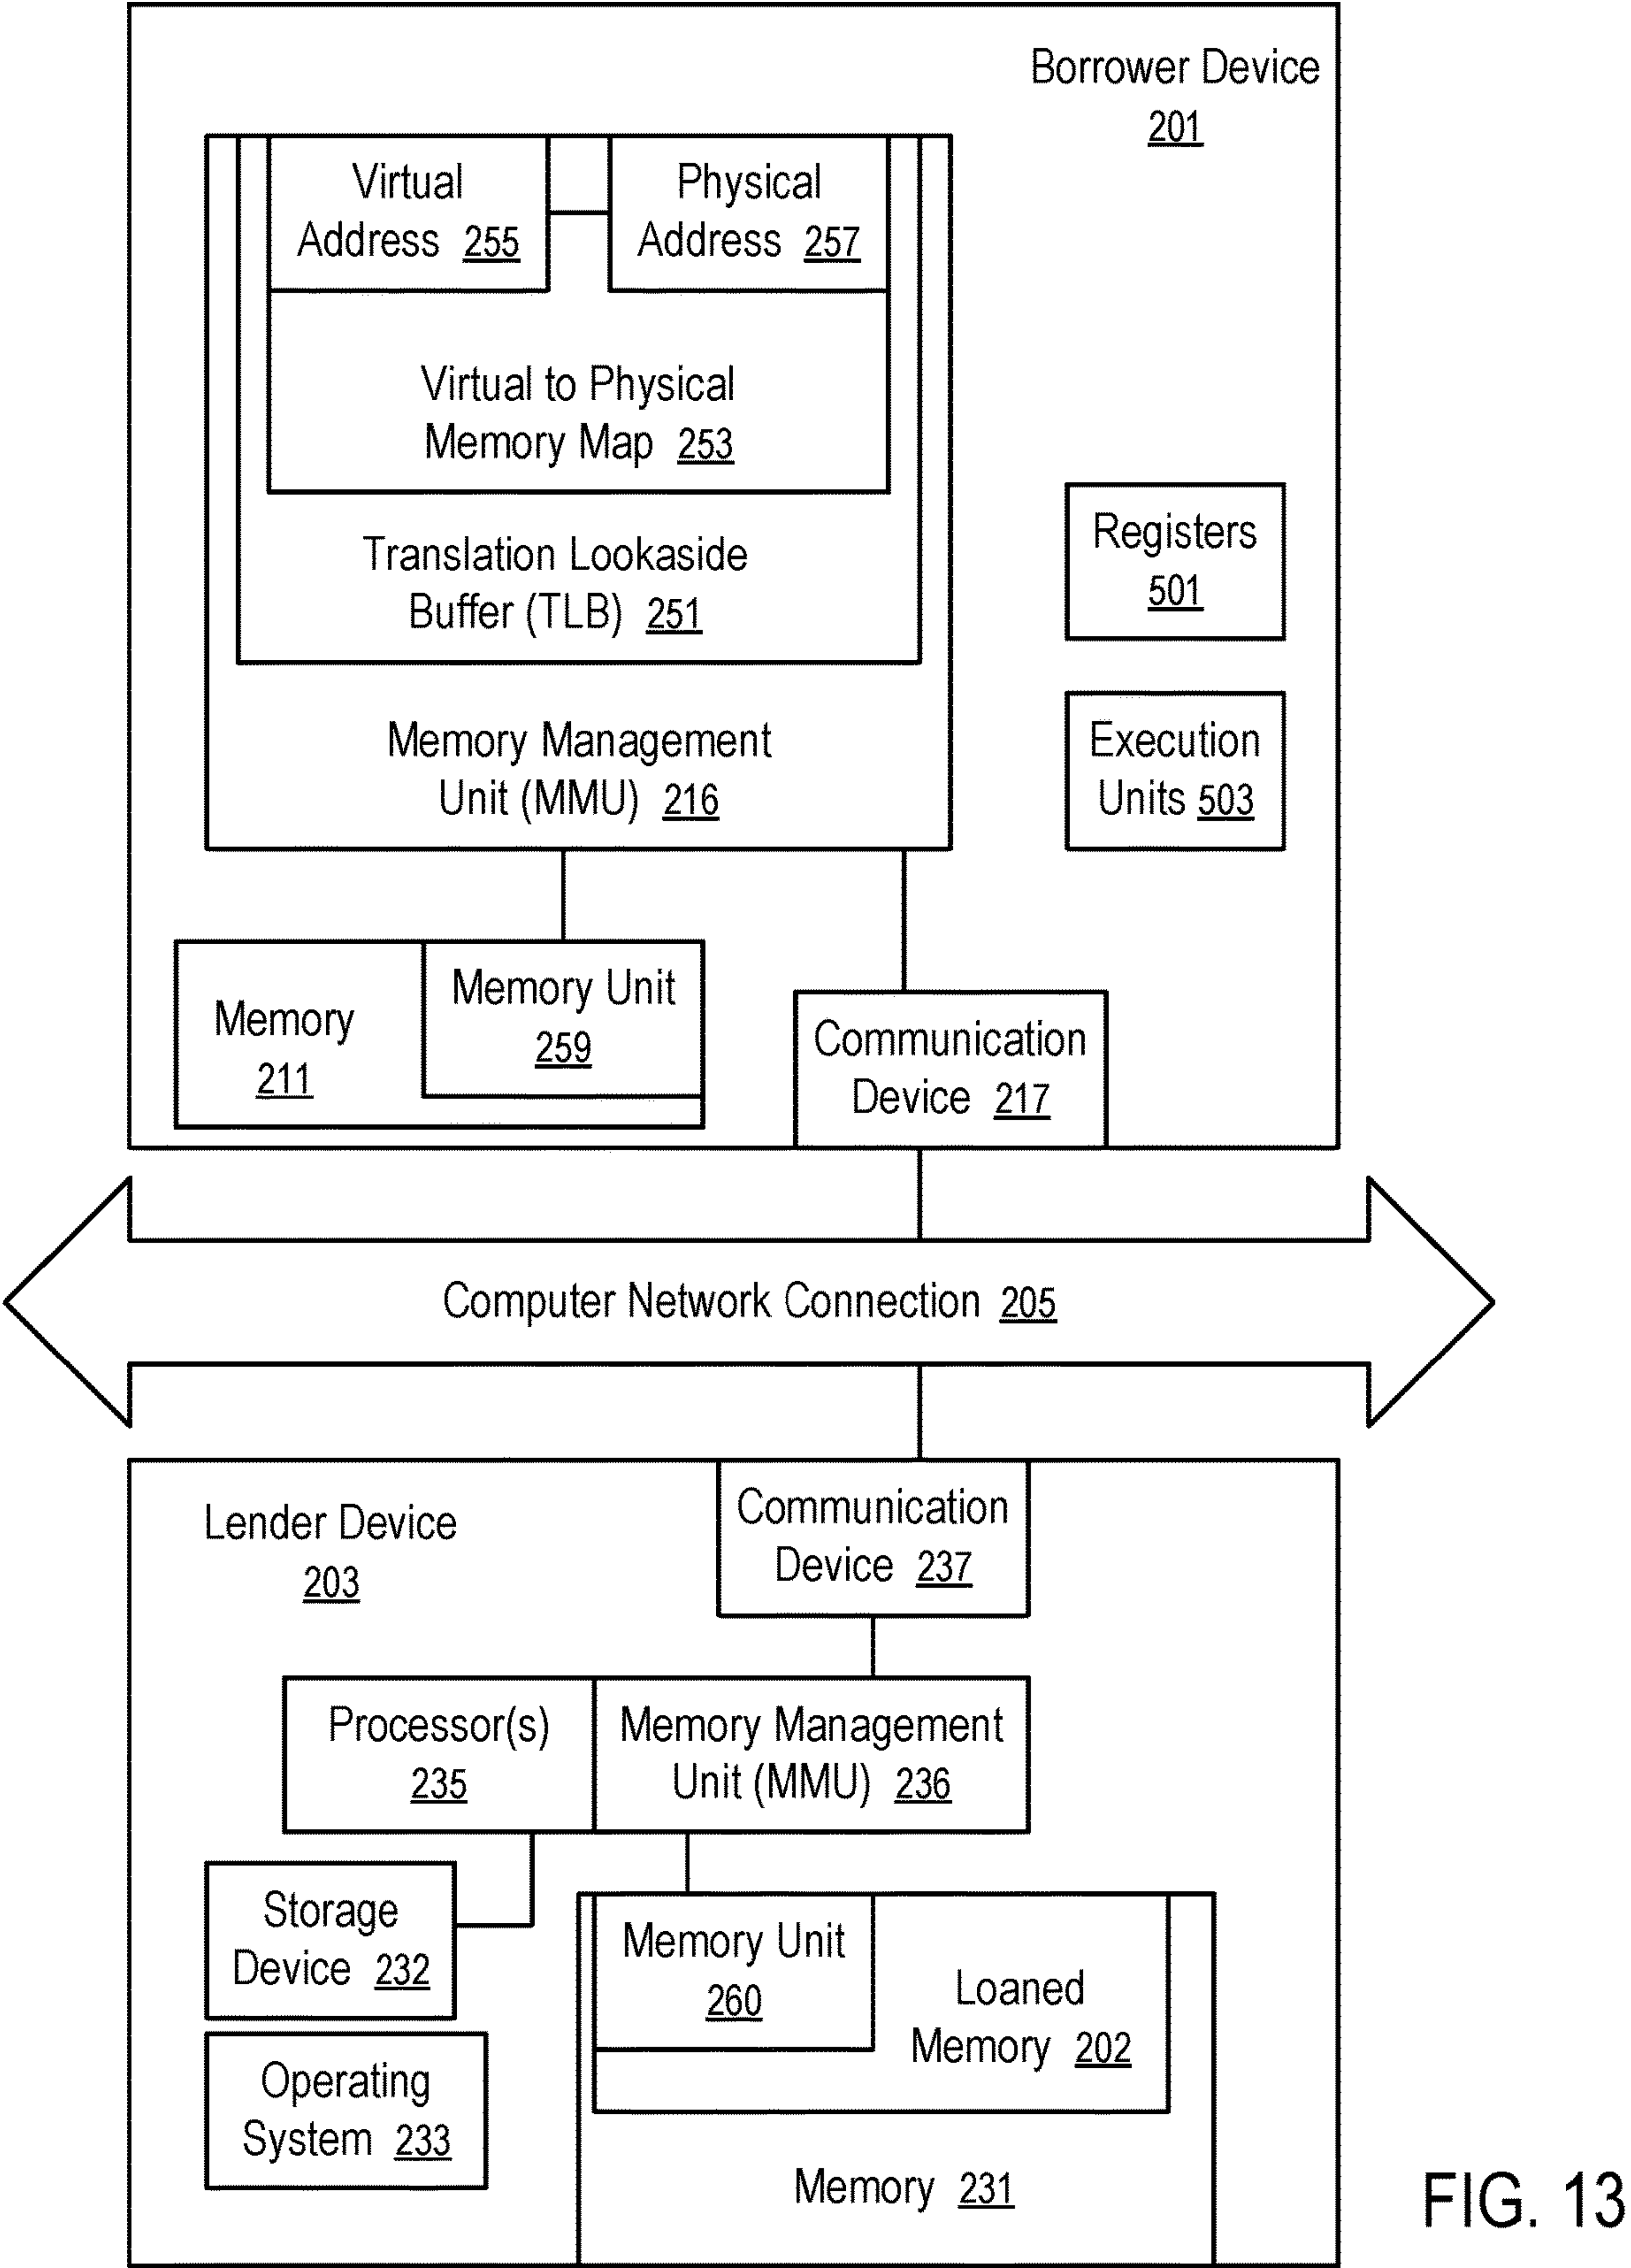 Borrower Device
201
Virtual
Address 255
Physical
Address 257
Virtual to Physical
Memory Map 253
Translation Lookaside
Buffer (TLB) 251
Memory Management
Unit (MMU) 216
Registers
501
Execution
Units 503
Memory
211
Memory Unit
259
Communication
Device 217
Computer Network Connection 205
Lender Device
203
Communication
Device 237
Processor(s)
235
Memory Management
Unit (MMU) 236
Storage
Device 232
Operating
System 233
Memory Unit
260
Loaned
Memory 202
Memory 231
FIG. 13